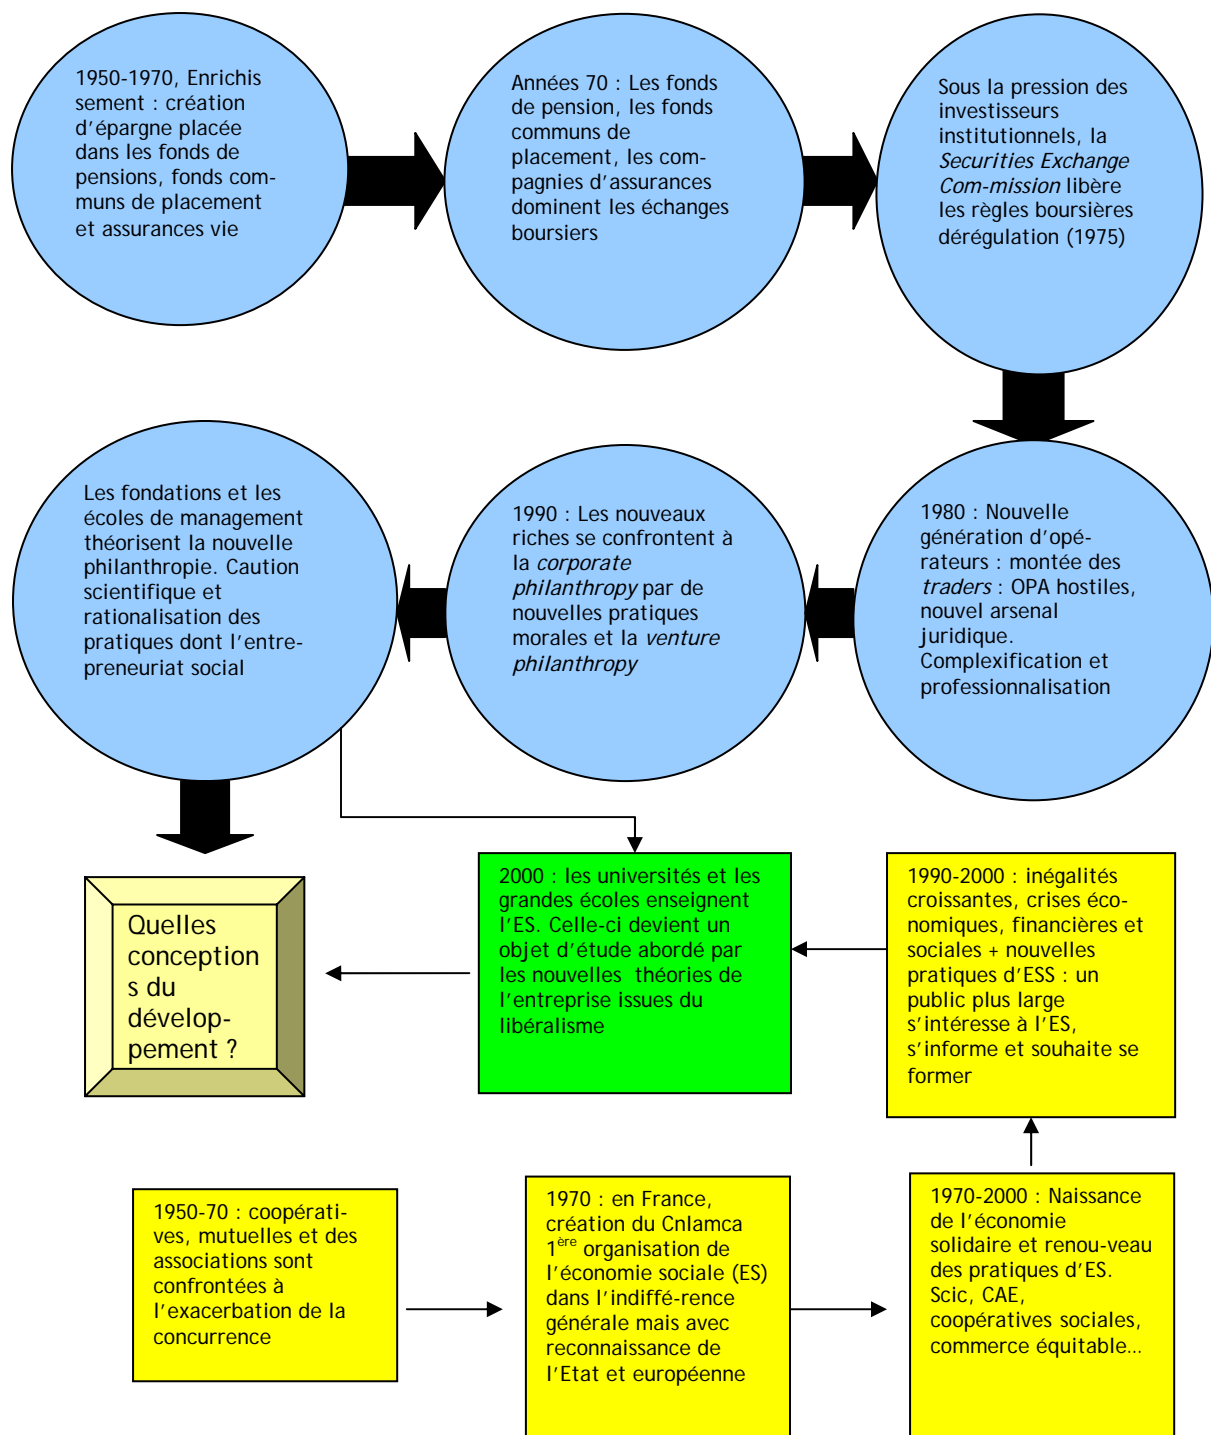 1950-1970, Enrichis
sement : création
d'épargne placée
dans les fonds de
pensions, fonds com-
muns de placement
et assurances vie
Années 70 : Les fonds
de pension, les fonds
communs de
placement, les com-
pagnies d'assurances
dominent les échanges
boursiers
Sous la pression des
investisseurs
institutionnels, la
Securities Exchange
Com-mission libère
les règles boursières
dérégulation (1975)
Les fondations et les
écoles de management
théorisent la nouvelle
philanthropie. Caution
scientifique et
rationalisation des
pratiques dont l'entre-
preneuriat social
1990 : Les nouveaux
riches se confrontent à
la corporate
philanthropy par de
nouvelles pratiques
morales et la venture
philanthropy
1980 : Nouvelle
génération d'opé-
rateurs : montée des
traders : OPA hostiles,
nouvel arsenal
juridique.
Complexification et
professionnalisation
Quelles
conception
s du
dévelop-
pement ?
2000 : les universités et les
grandes écoles enseignent
l'ES. Celle-ci devient un
objet d'étude abordé par
les nouvelles théories de
l'entreprise issues du
libéralisme
1990-2000 : inégalités
croissantes, crises éco-
nomiques, financières et
sociales + nouvelles
pratiques d'ESS : un
public plus large
s'intéresse à l'ES,
s'informe et souhaite se
former
1950-70 : coopérati-
ves, mutuelles et des
associations sont
confrontées à
l'exacerbation de la
concurrence
1970 : en France,
création du Cnlamca
1ère organisation de
l'économie sociale (ES)
dans l'indiffé-rence
générale mais avec
reconnaissance de
l'Etat et européenne
1970-2000 : Naissance
de l'économie
solidaire et renou-veau
des pratiques d'ES.
Scic, CAE,
coopératives sociales,
commerce équitable…